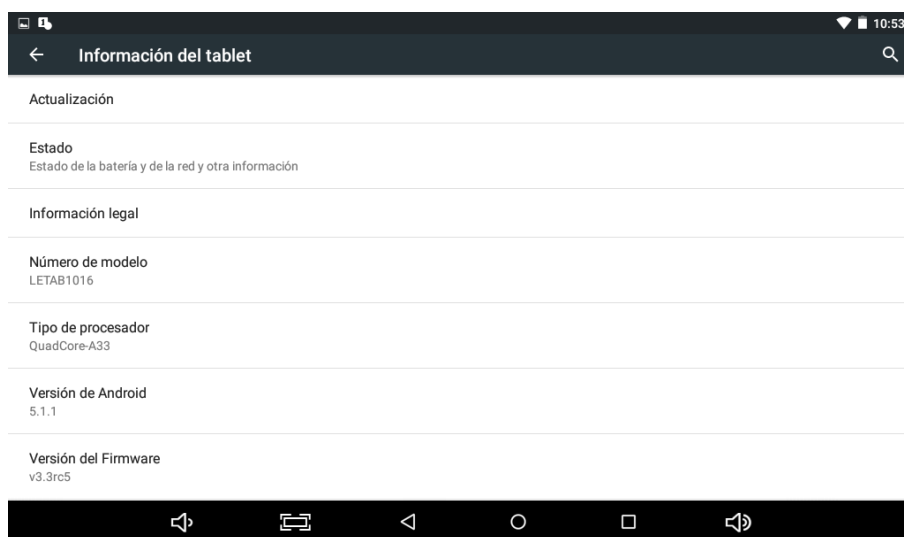 10:53
Información del tablet
Actualización
Estado
Estado de la batería y de la red y otra información
Información legal
Número de modelo
LETAB1016
Tipo de procesador
QuadCore-A33
Versión de Android
5.1.1
Versión del Firmware
v3.3rc5